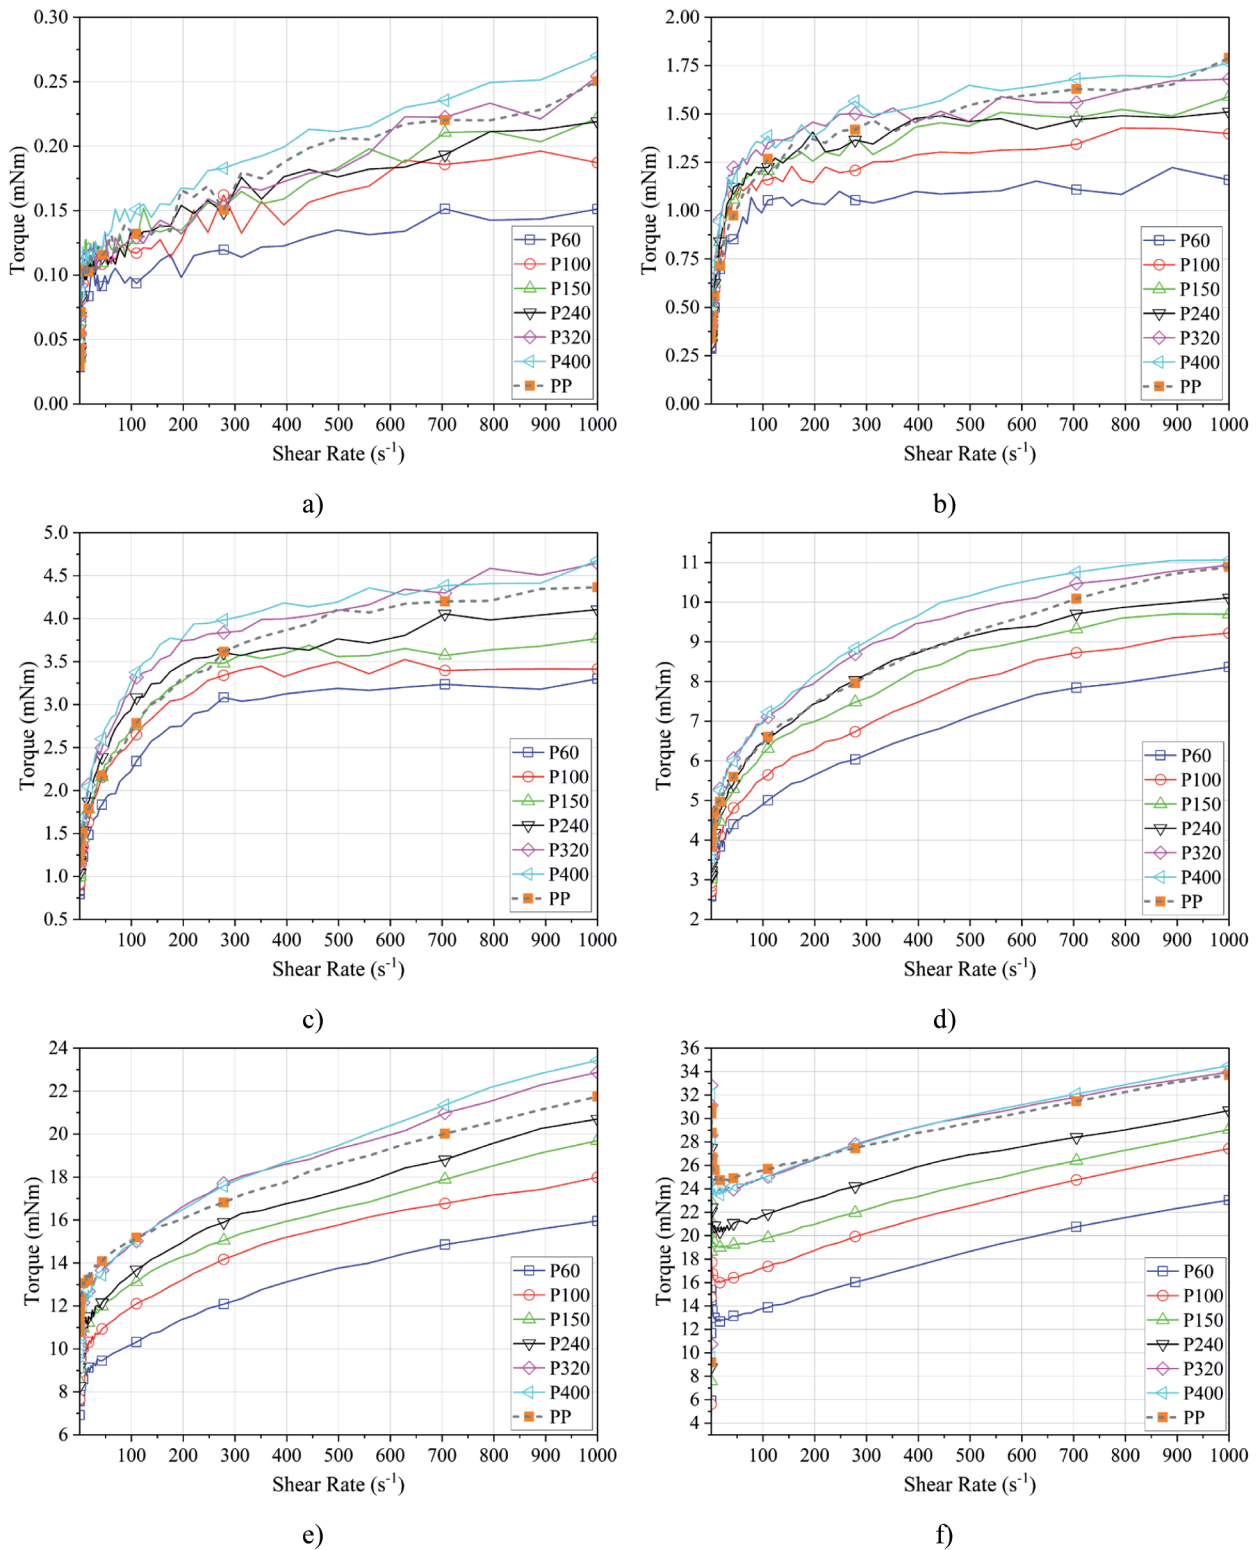 0.30
0.25
0.20
0.15
0.10
0.05
0.00
Torque (mNm)
P60
P100
P150
P240
P320
P400
PP
100 200 300 400 500 600 700 800 900 1000
Shear Rate (s⁻¹)
a)
2.00
1.75
1.50
1.25
1.00
0.75
0.50
0.25
0.00
Torque (mNm)
P60
P100
P150
P240
P320
P400
PP
100 200 300 400 500 600 700 800 900 1000
Shear Rate (s⁻¹)
b)
5.0
4.5
4.0
3.5
3.0
2.5
2.0
1.5
1.0
0.5
Torque (mNm)
P60
P100
P150
P240
P320
P400
PP
100 200 300 400 500 600 700 800 900 1000
Shear Rate (s⁻¹)
c)
11
10
9
8
7
6
5
4
3
2
Torque (mNm)
P60
P100
P150
P240
P320
P400
PP
100 200 300 400 500 600 700 800 900 1000
Shear Rate (s⁻¹)
d)
24
22
20
18
16
14
12
10
8
6
Torque (mNm)
P60
P100
P150
P240
P320
P400
PP
100 200 300 400 500 600 700 800 900 1000
Shear Rate (s⁻¹)
e)
36
34
32
30
28
26
24
22
20
18
16
14
12
10
8
6
4
Torque (mNm)
P60
P100
P150
P240
P320
P400
PP
100 200 300 400 500 600 700 800 900 1000
Shear Rate (s⁻¹)
f)